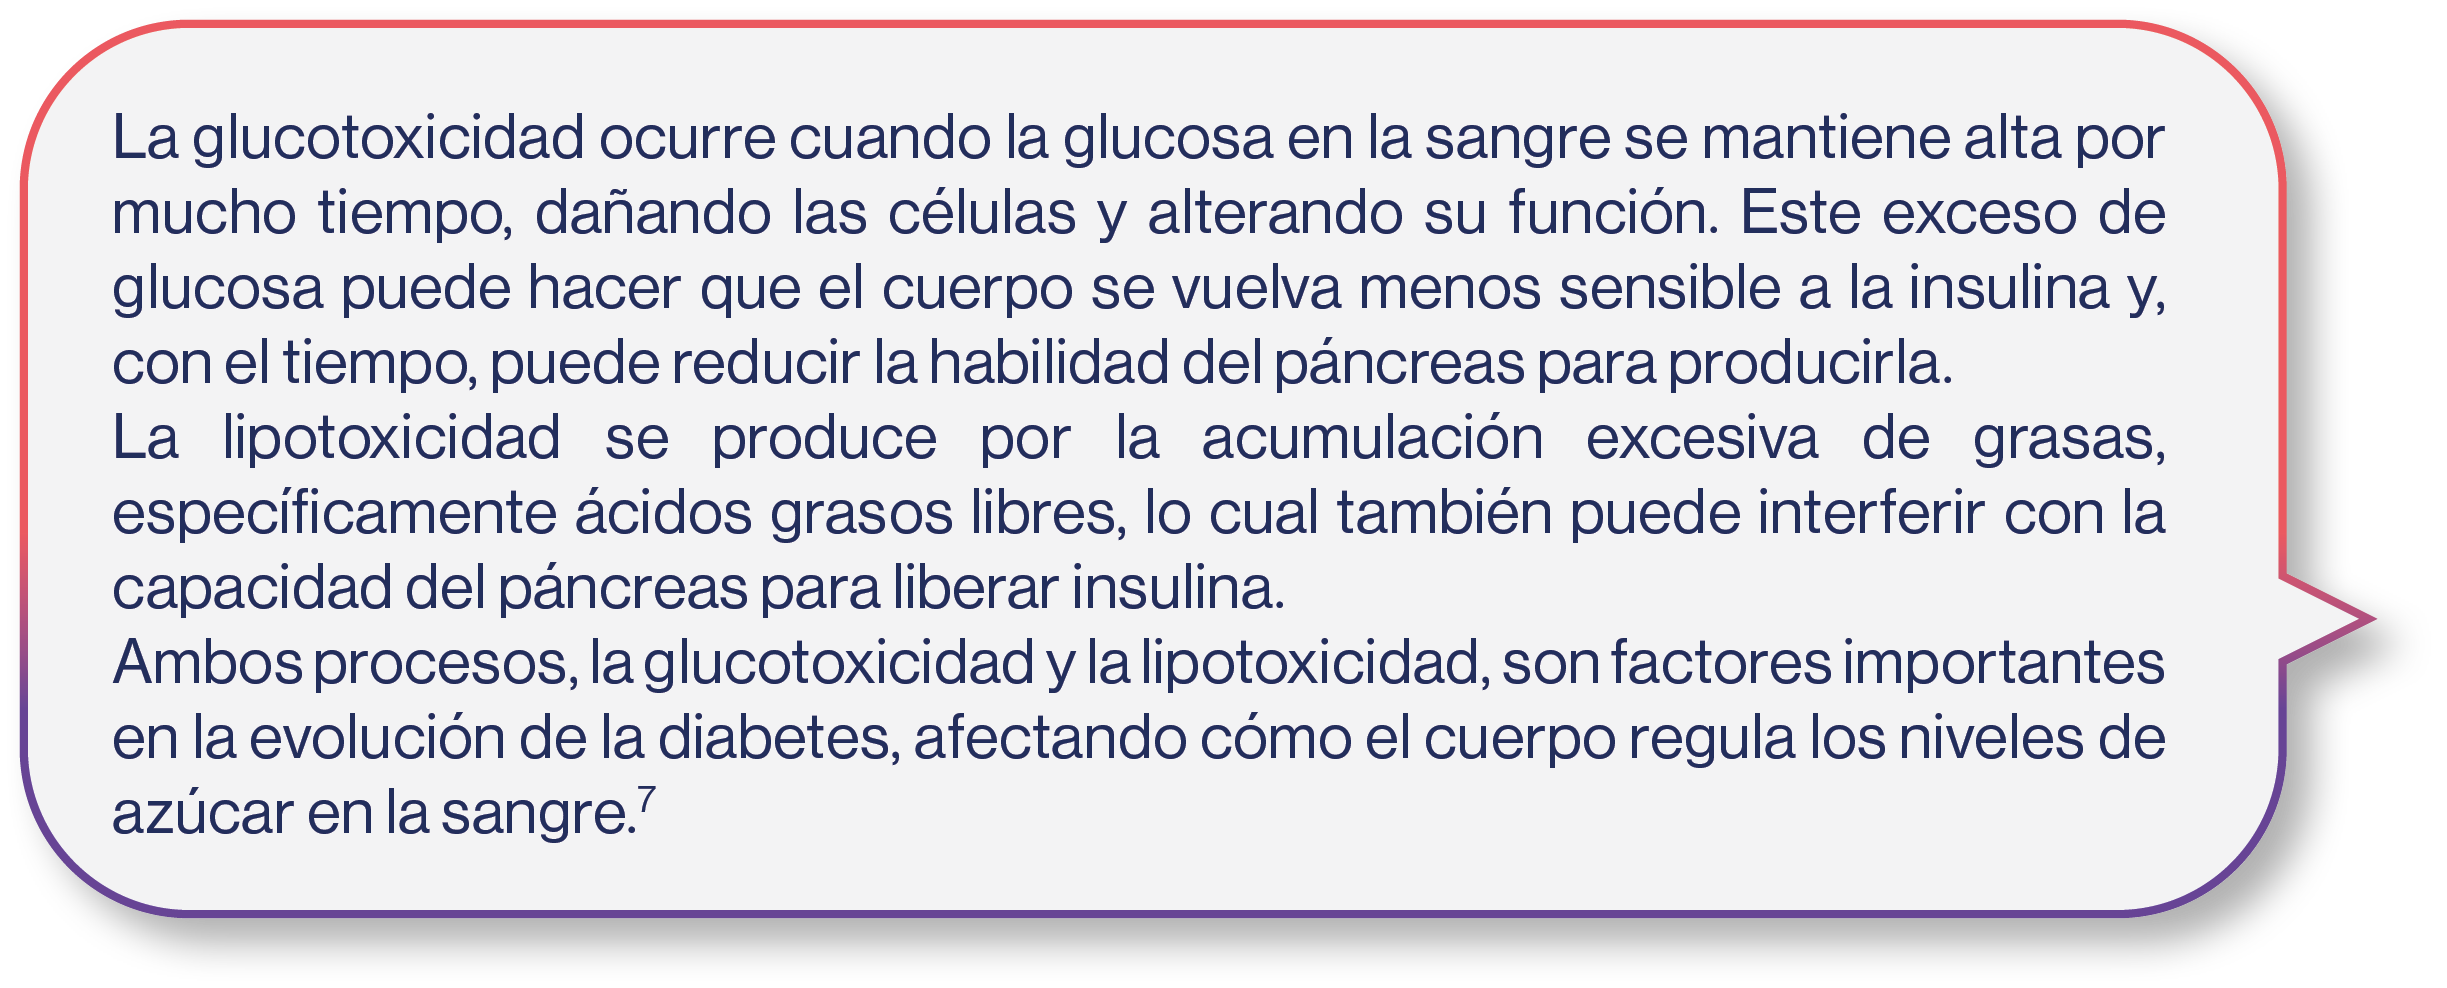 La glucotoxicidad ocurre cuando la glucosa en la sangre se mantiene alta por
mucho tiempo, dañando las células y alterando su función. Este exceso de
glucosa puede hacer que el cuerpo se vuelva menos sensible a la insulina y,
con el tiempo, puede reducir la habilidad del páncreas para producirla.
La lipotoxicidad se produce por la acumulación excesiva de grasas,
específicamente ácidos grasos libres, lo cual también puede interferir con la
capacidad del páncreas para liberar insulina.
Ambos procesos, la glucotoxicidad y la lipotoxicidad, son factores importantes
en la evolución de la diabetes, afectando cómo el cuerpo regula los niveles de
azúcar en la sangre.⁷